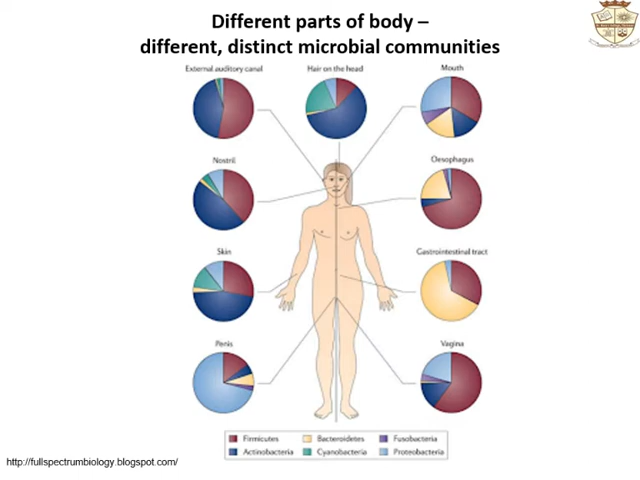 Different parts of body –
different, distinct microbial communities
External auditory canal
Hair on the head
Mouth
Nostril
Oesophagus
Skin
Gastrointestinal tract
Penis
Vagina
Firmicutes
Bacteroidetes
Fusobacteria
Actinobacteria
Cyanobacteria
Proteobacteria
http://fullspectrumbiology.blogspot.com/